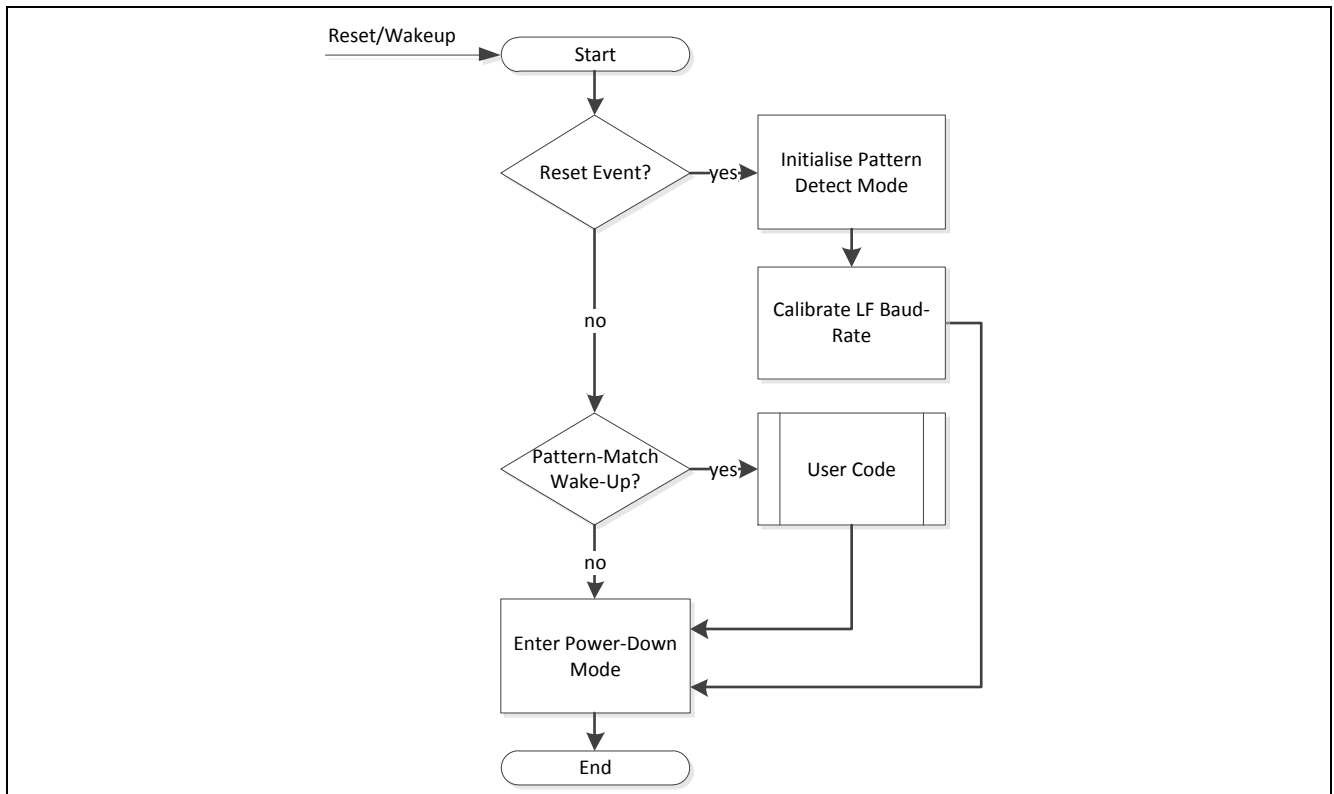 Reset/Wakeup
Start
Reset Event?
yes
Initialise Pattern
Detect Mode
Calibrate LF Baud-
Rate
no
Pattern-Match
Wake-Up?
yes
User Code
no
Enter Power-Down
Mode
End